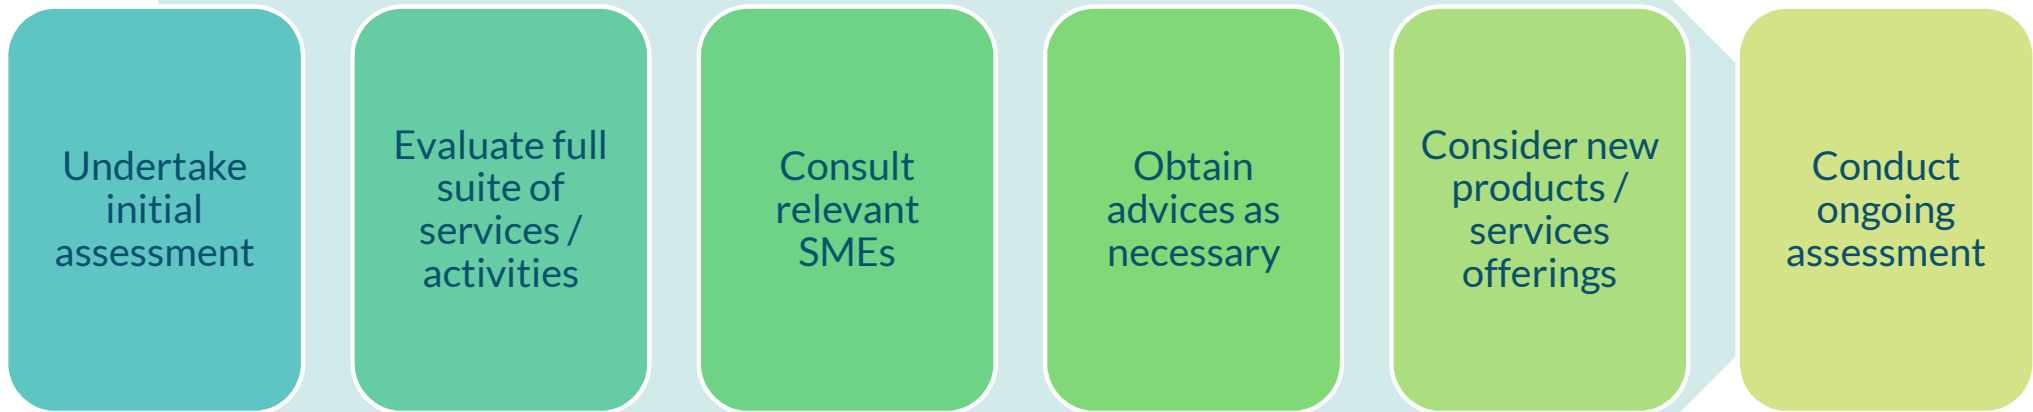 Undertake
initial
assessment
Evaluate full
suite of
services /
activities
Consult
relevant
SMEs
Obtain
advices as
necessary
Consider new
products /
services
offerings
Conduct
ongoing
assessment